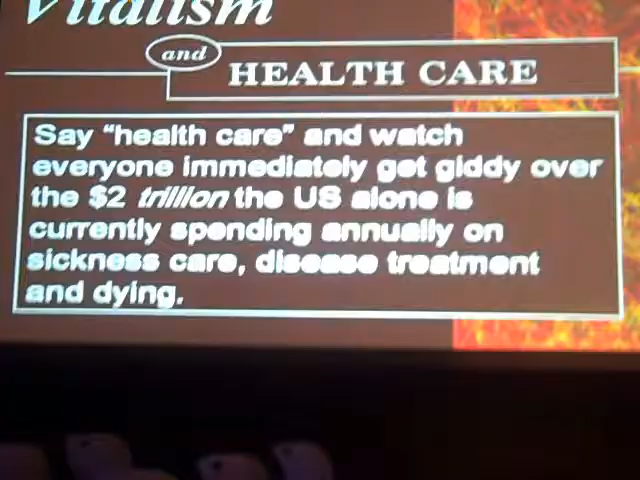 Vitalism
and
HEALTH CARE
Say “health care” and watch
everyone immediately get giddy over
the $2 trillion the US alone is
currently spending annually on
sickness care, disease treatment
and dying.